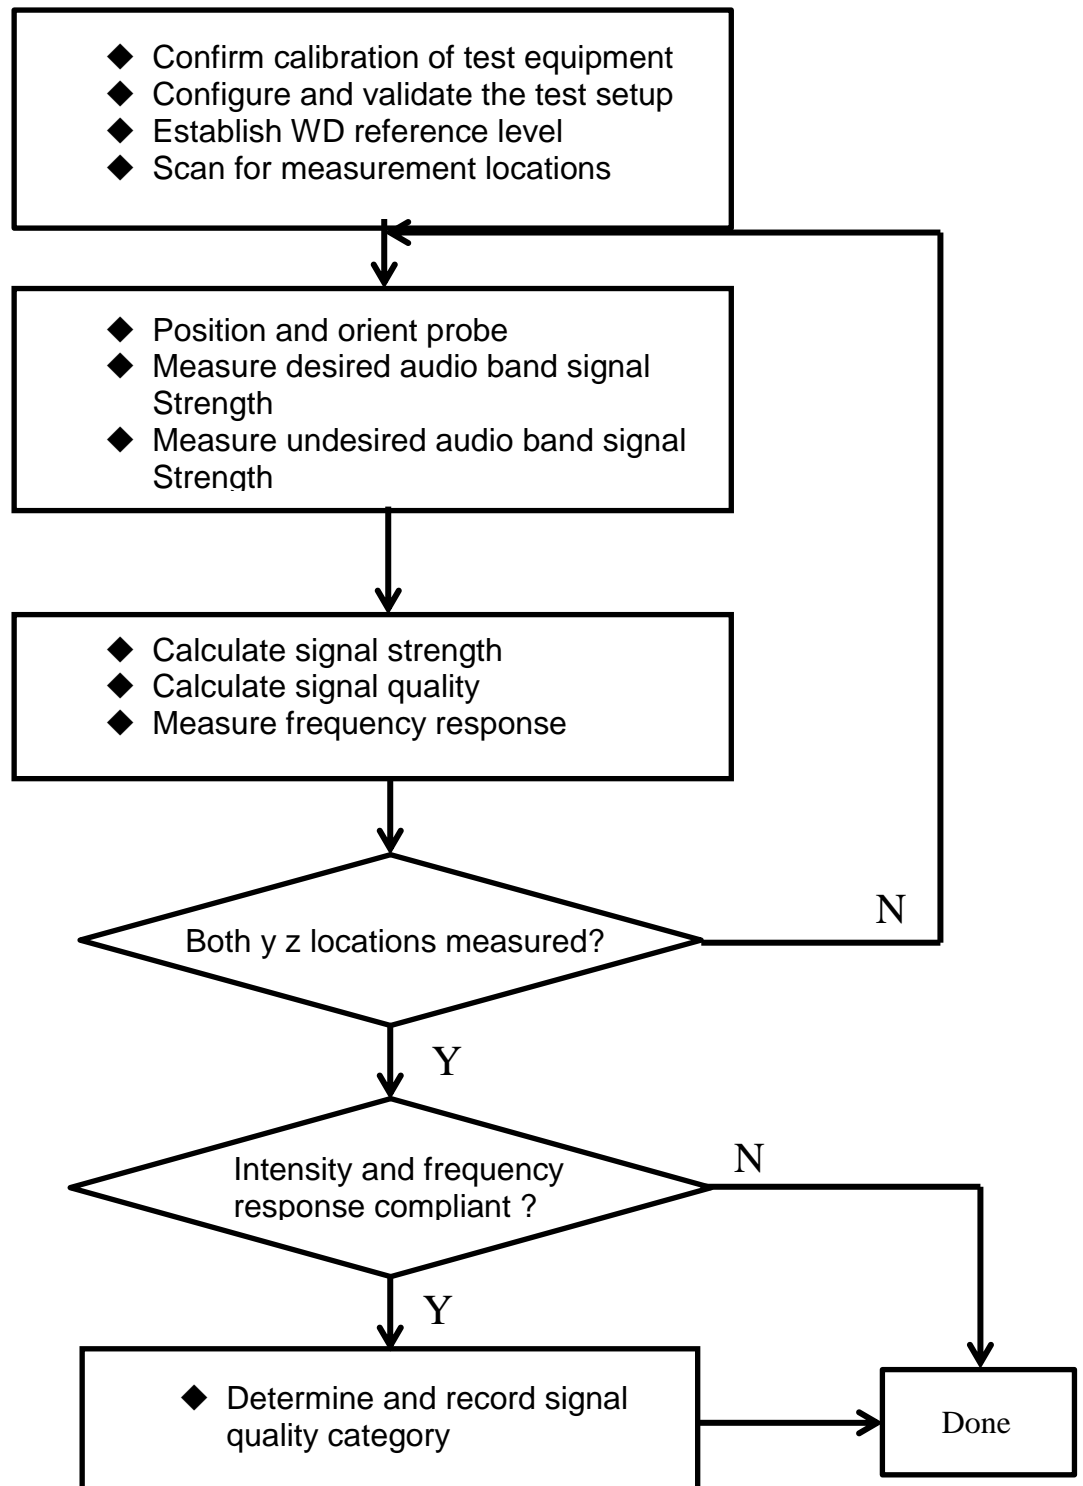 ◆ Confirm calibration of test equipment
◆ Configure and validate the test setup
◆ Establish WD reference level
◆ Scan for measurement locations
◆ Position and orient probe
◆ Measure desired audio band signal
Strength
◆ Measure undesired audio band signal
Strength
◆ Calculate signal strength
◆ Calculate signal quality
◆ Measure frequency response
Both y z locations measured?
N
Y
Intensity and frequency
response compliant ?
N
Y
◆ Determine and record signal
quality category
Done